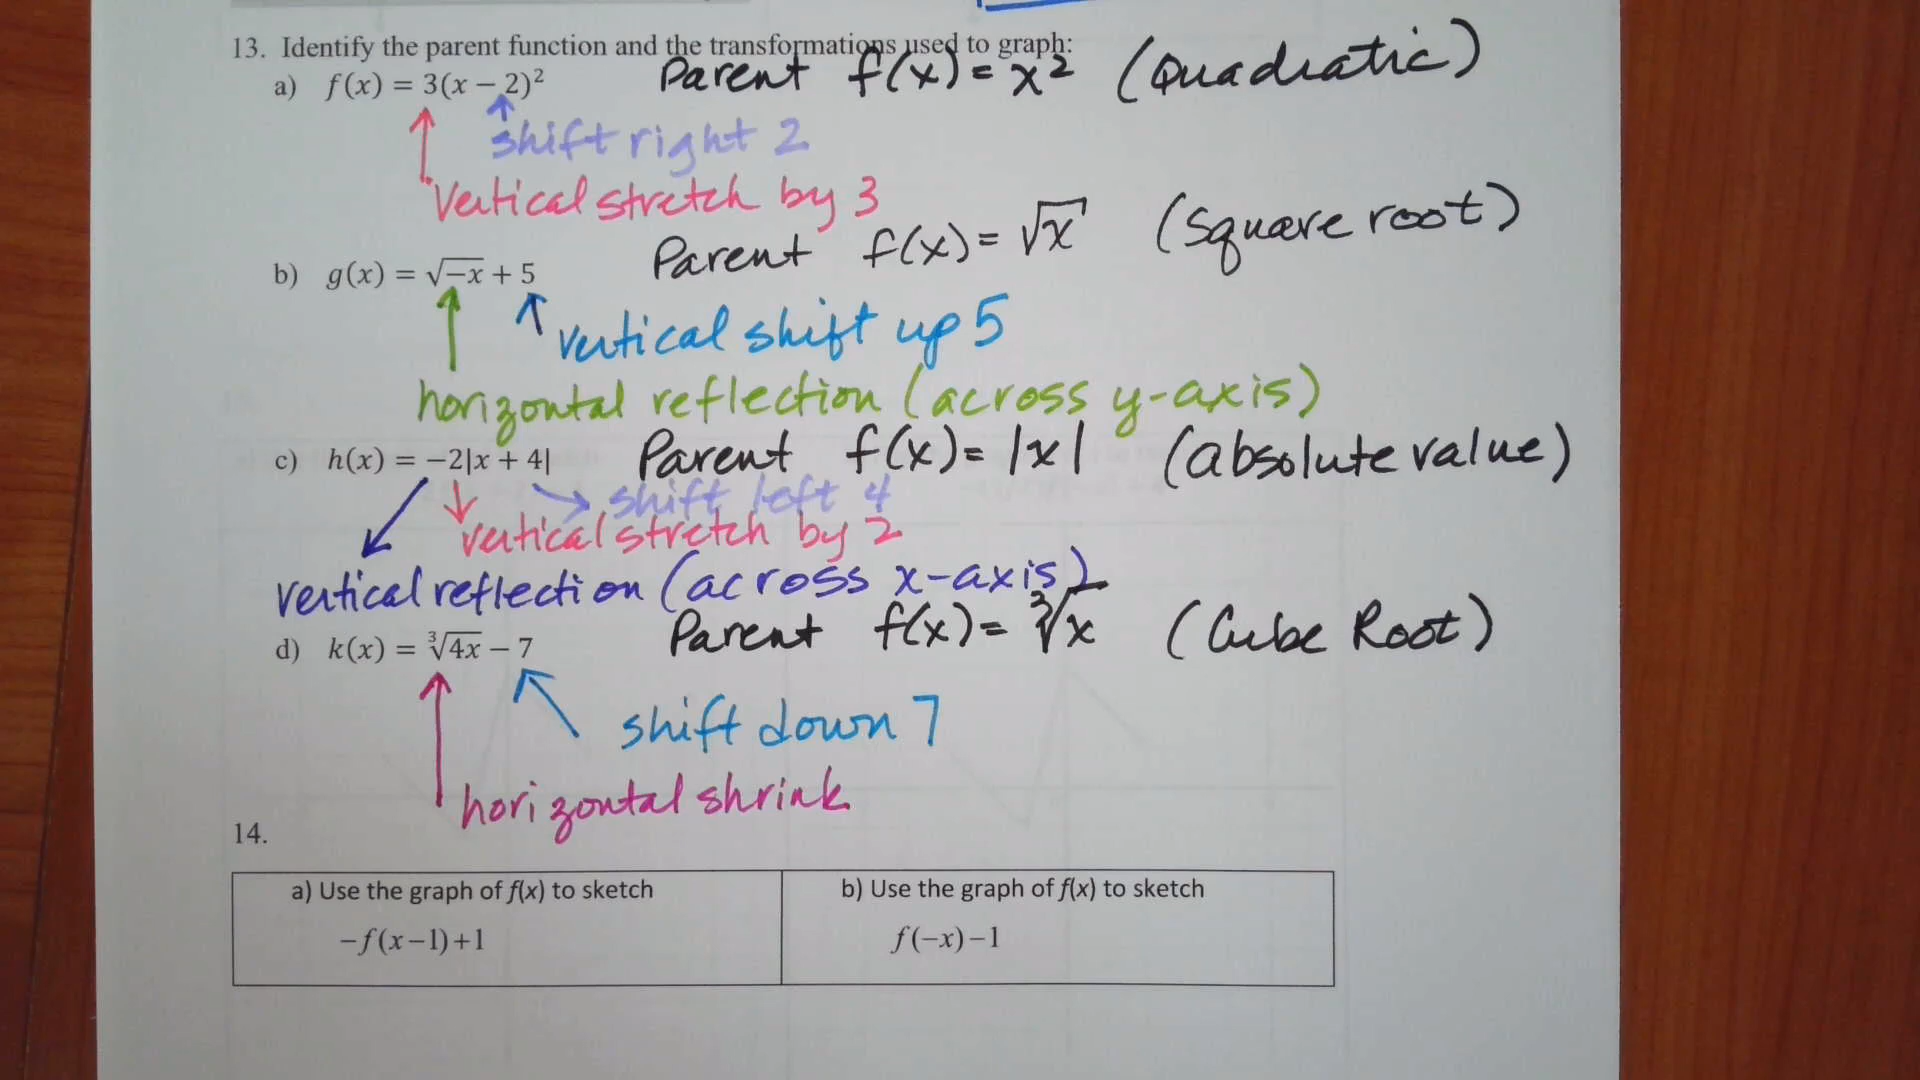 13. Identify the parent function and the transformations used to graph:
a) f(x) = 3(x − 2)² Parent f(x) = x² (Quadratic)
shift right 2
Vertical stretch by 3
b) g(x) = √−x + 5 Parent f(x) = √x (Square root)
vertical shift up 5
horizontal reflection (across y-axis)
c) h(x) = −2|x + 4| Parent f(x) = |x| (absolute value)
shift left 4
vertical stretch by 2
vertical reflection (across x-axis)
d) k(x) = ∛4x − 7 Parent f(x) = ∛x (Cube Root)
shift down 7
horizontal shrink
14.
a) Use the graph of f(x) to sketch
−f(x−1)+1
b) Use the graph of f(x) to sketch
f(−x)−1